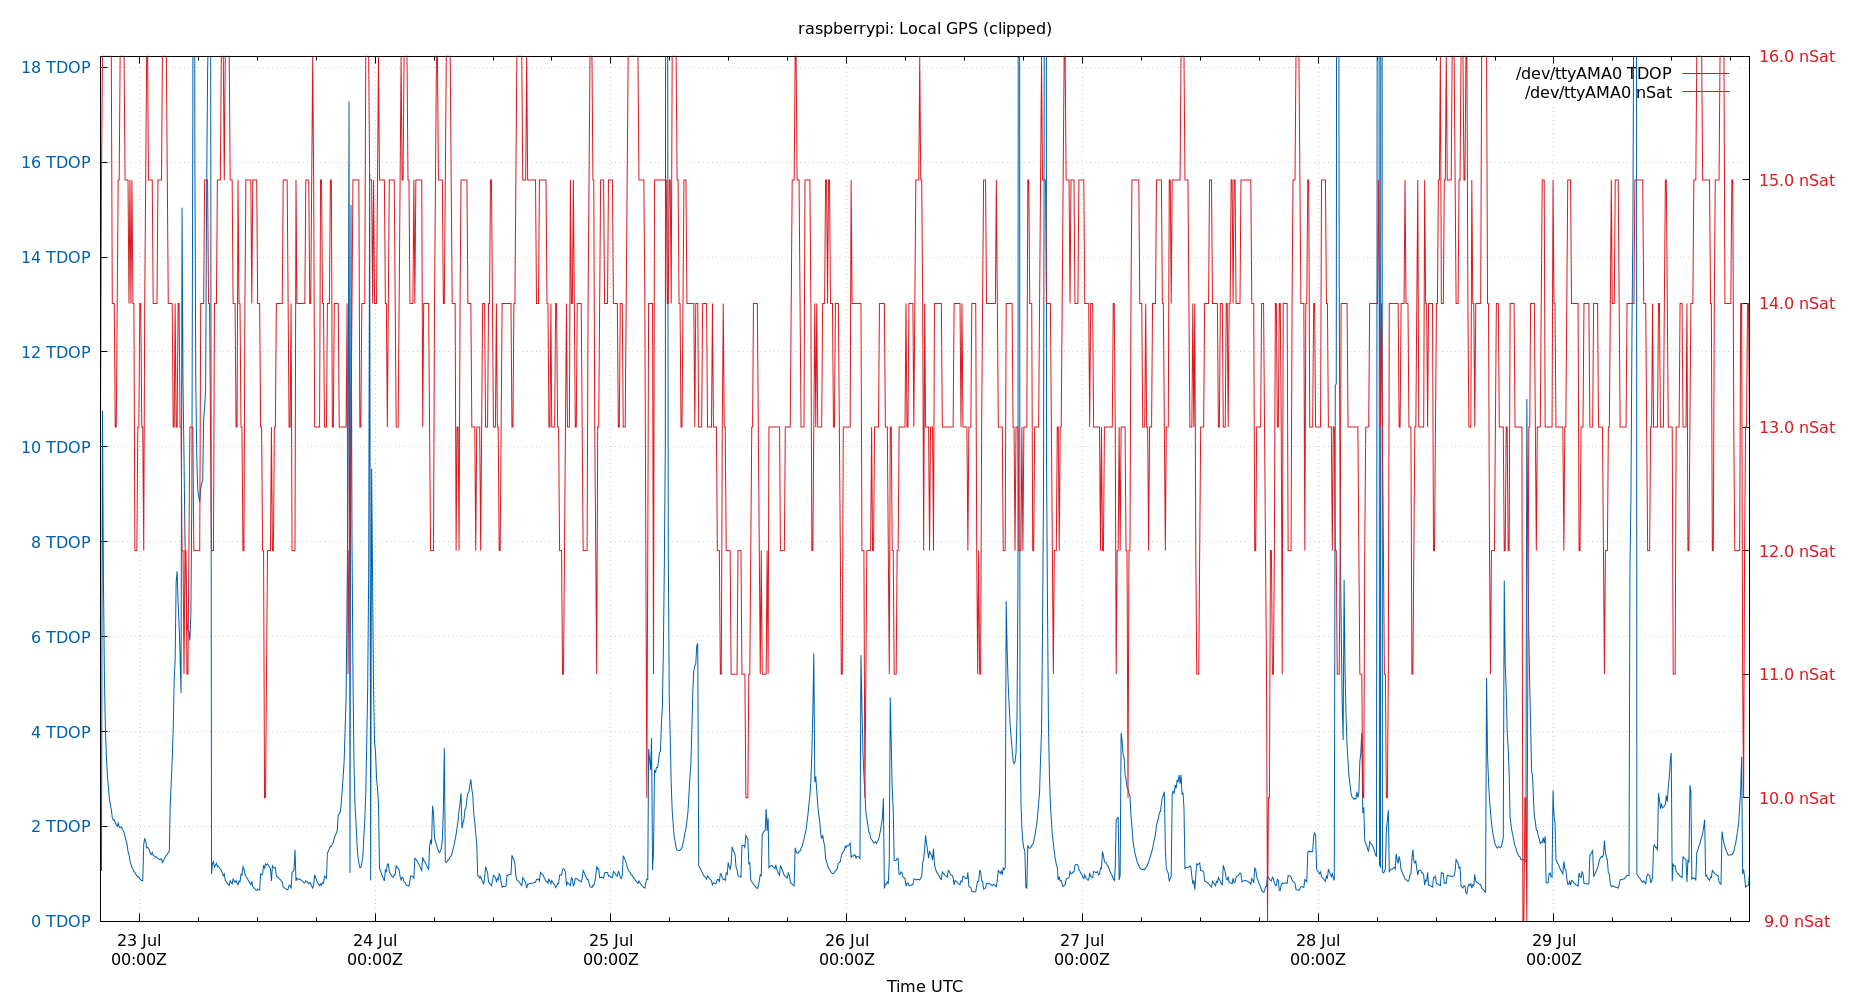 raspberrypi: Local GPS (clipped)
18 TDOP
16 TDOP
14 TDOP
12 TDOP
10 TDOP
8 TDOP
6 TDOP
4 TDOP
2 TDOP
0 TDOP
/dev/ttyAMA0 TDOP
/dev/ttyAMA0 nSat
16.0 nSat
15.0 nSat
14.0 nSat
13.0 nSat
12.0 nSat
11.0 nSat
10.0 nSat
9.0 nSat
23 Jul
00:00Z
24 Jul
00:00Z
25 Jul
00:00Z
26 Jul
00:00Z
27 Jul
00:00Z
28 Jul
00:00Z
29 Jul
00:00Z
Time UTC